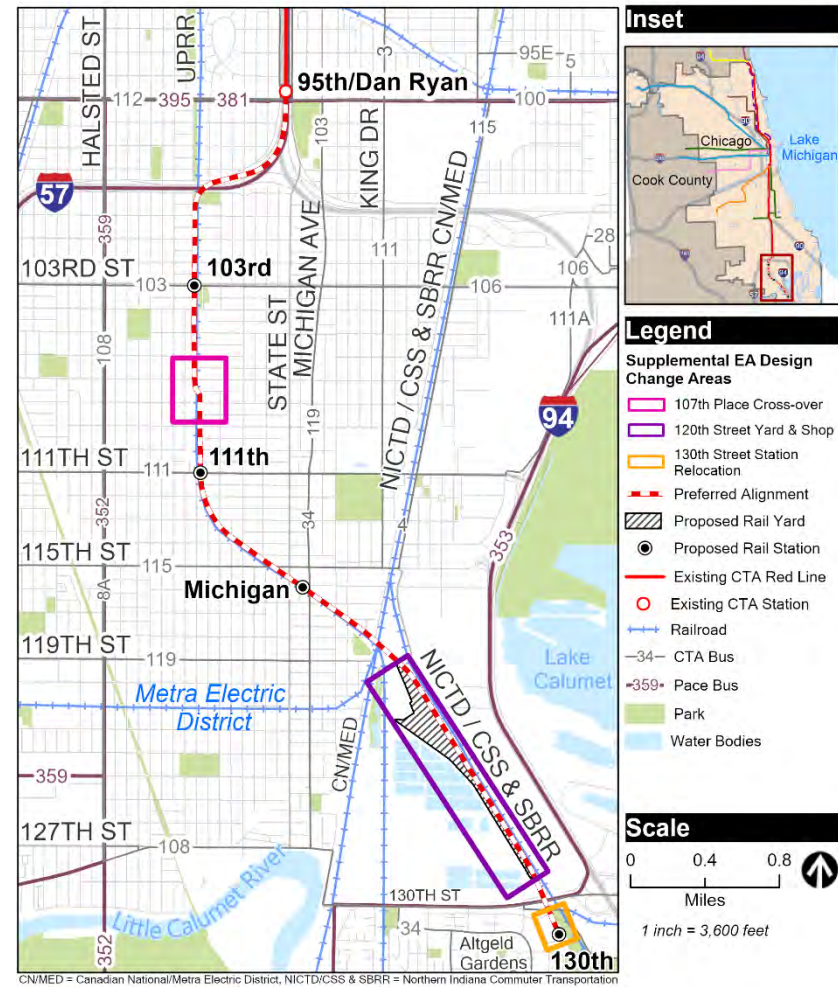 HALSTED ST
UPRR
3
95E
5
95th/Dan Ryan
112
395
381
100
103
KING DR
115
NICTD / CSS & SBRR CN/MED
57
359
STATE ST
MICHIGAN AVE
111
28
103RD ST
103
103rd
106
106
111A
108
119
94
111TH ST
111
111th
352
34
4
353
115TH ST
115
8A
Michigan
119TH ST
119
Lake
Calumet
Metra Electric
District
NICTD / CSS & SBRR
CN/MED
359
127TH ST
108
Little Calumet River
130TH ST
352
34
Altgeld
Gardens
130th
CN/MED = Canadian National/Metra Electric District, NICTD/CSS & SBRR = Northern Indiana Commuter Transportation
Inset
Chicago
Lake
Michigan
Cook County
Legend
Supplemental EA Design
Change Areas
107th Place Cross-over
120th Street Yard & Shop
130th Street Station
Relocation
Preferred Alignment
Proposed Rail Yard
Proposed Rail Station
Existing CTA Red Line
Existing CTA Station
Railroad
34 CTA Bus
359 Pace Bus
Park
Water Bodies
Scale
0 0.4 0.8
Miles
1 inch = 3,600 feet